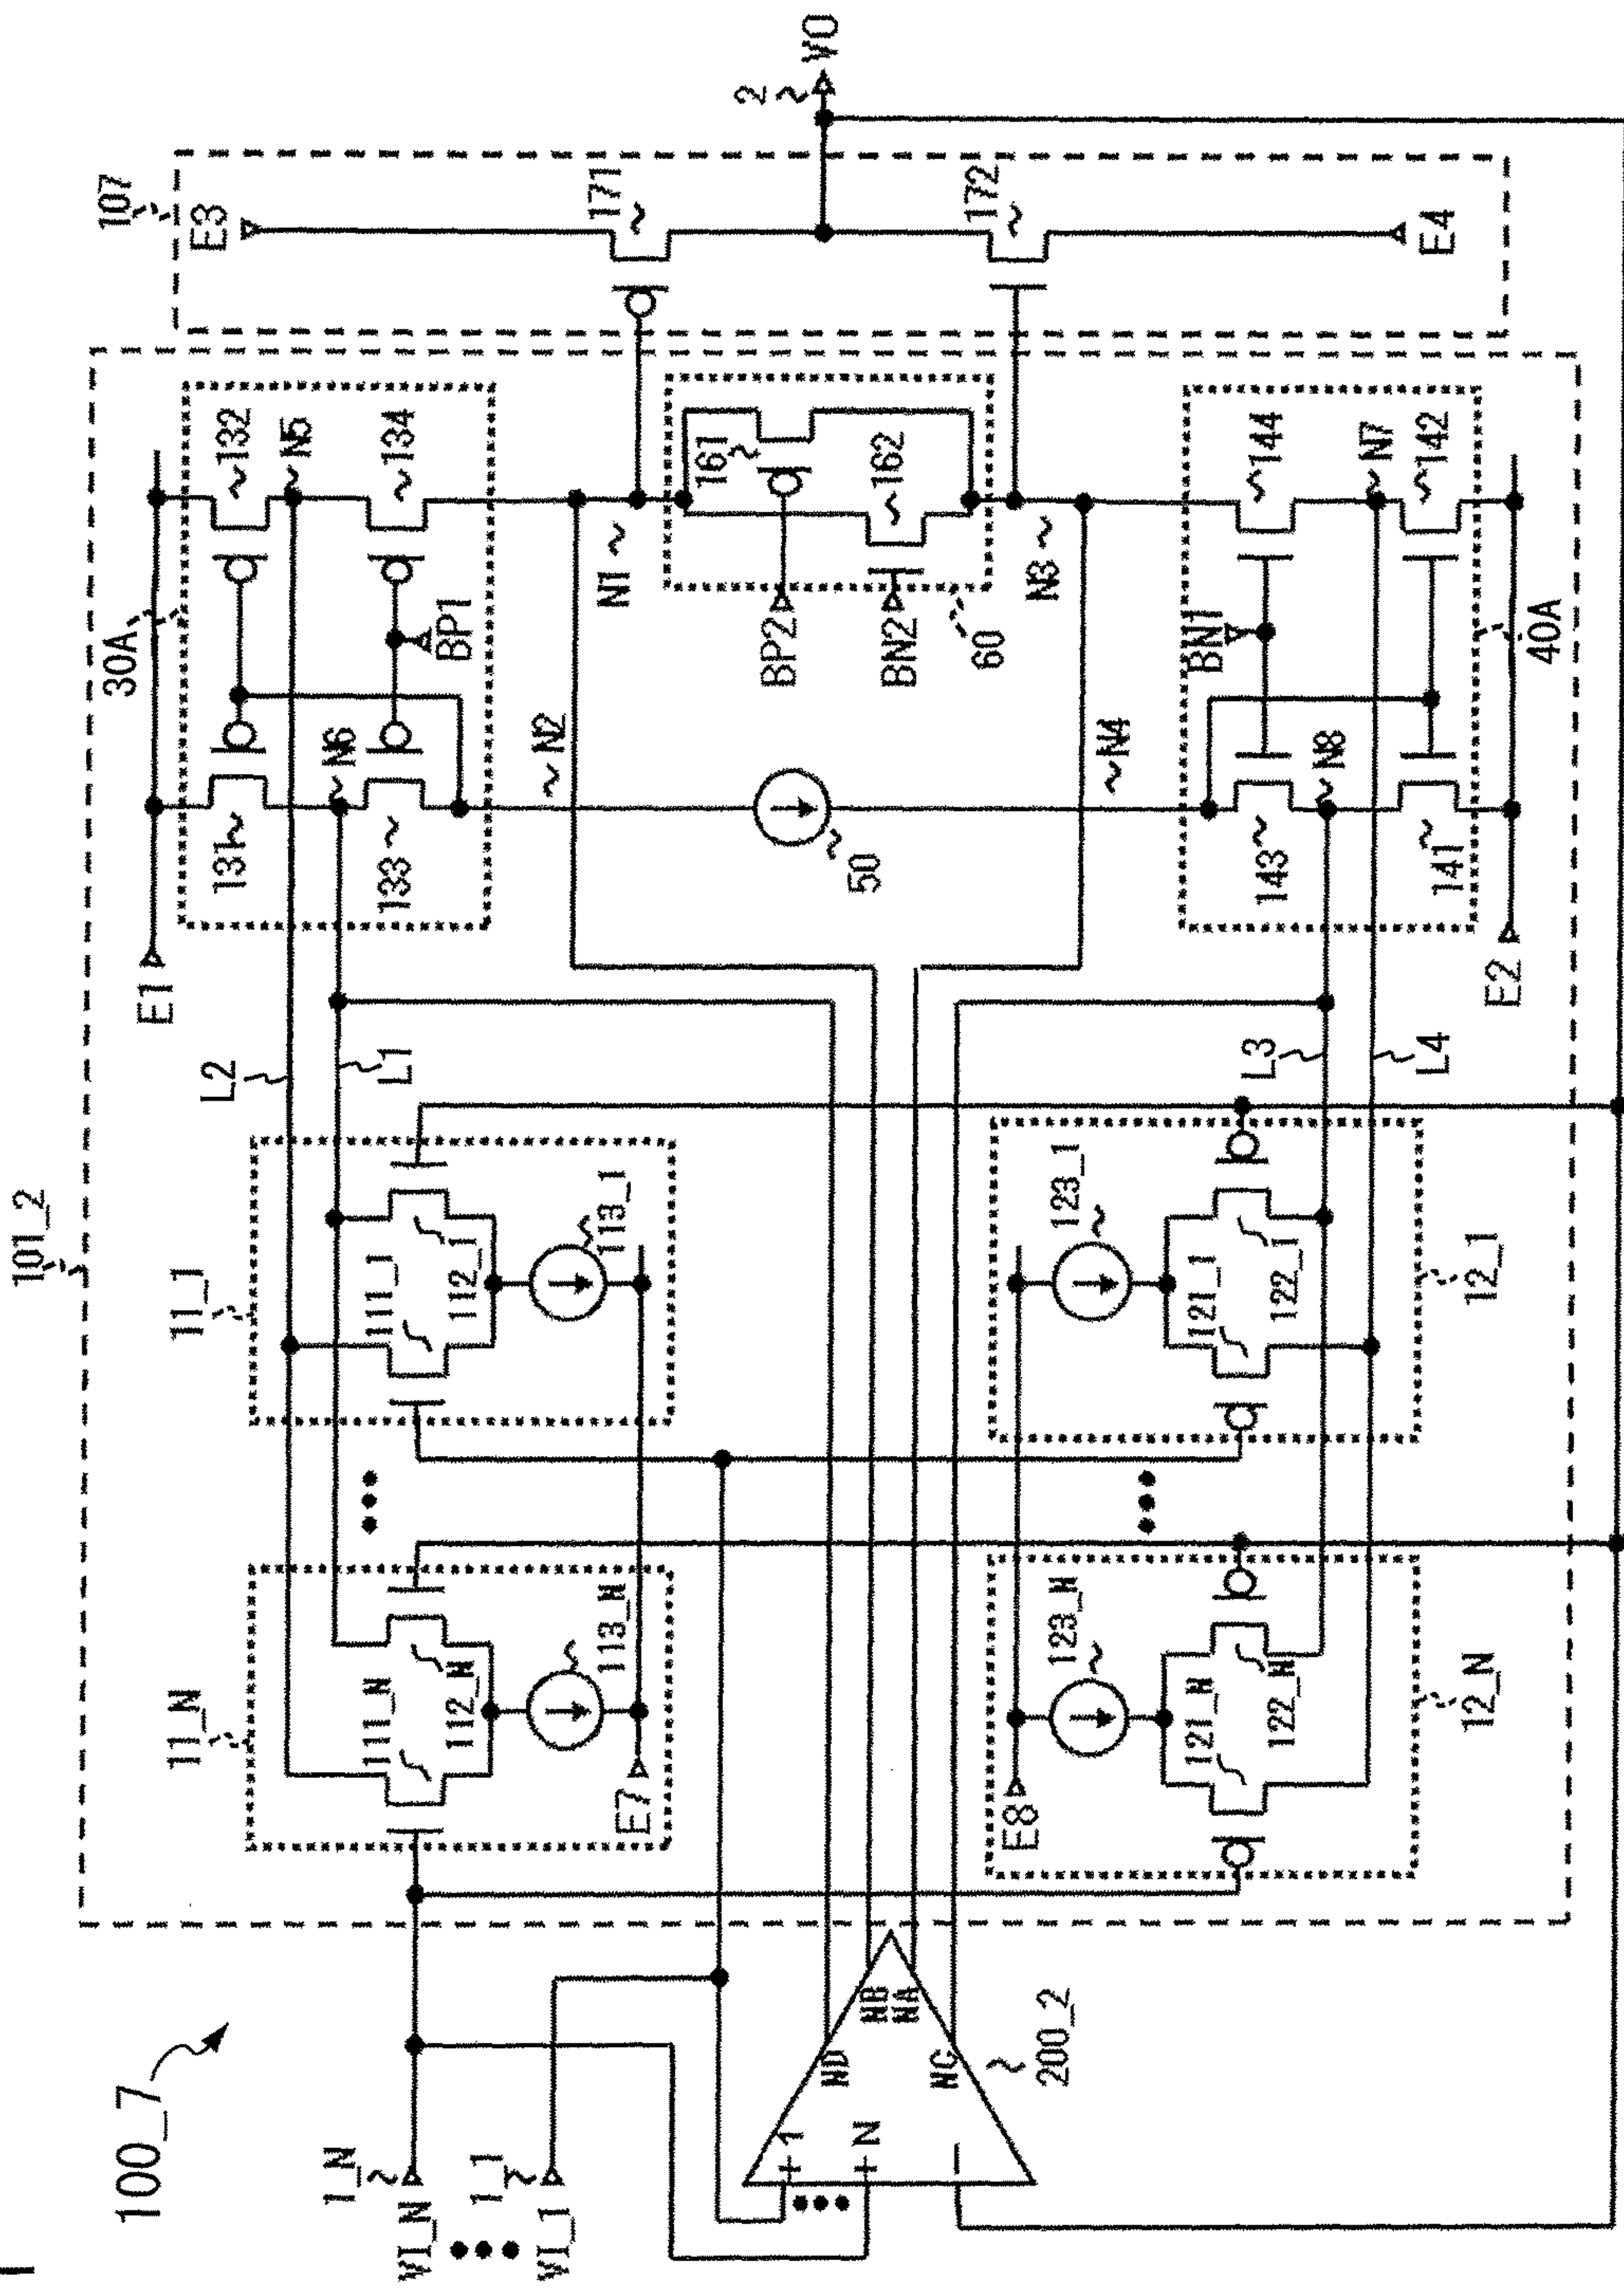 100_7
101_2
107
VO
2
E3
171
172
E4
30A
132
N5
134
131
N6
133
BP1
E1
N1
N2
161
162
BP2
BN2
60
50
N3
N4
144
N7
142
BN1
143
N8
141
40A
E2
L2
L1
L3
L4
11_1
111_1
112_1
113_1
12_1
121_1
122_1
123_1
11_N
111_N
112_N
113_N
E7
12_N
121_N
122_N
123_N
E8
1_N
VI_N
1_1
VI_1
+ 1
+ N
−
ND
NB
NA
NC
200_2